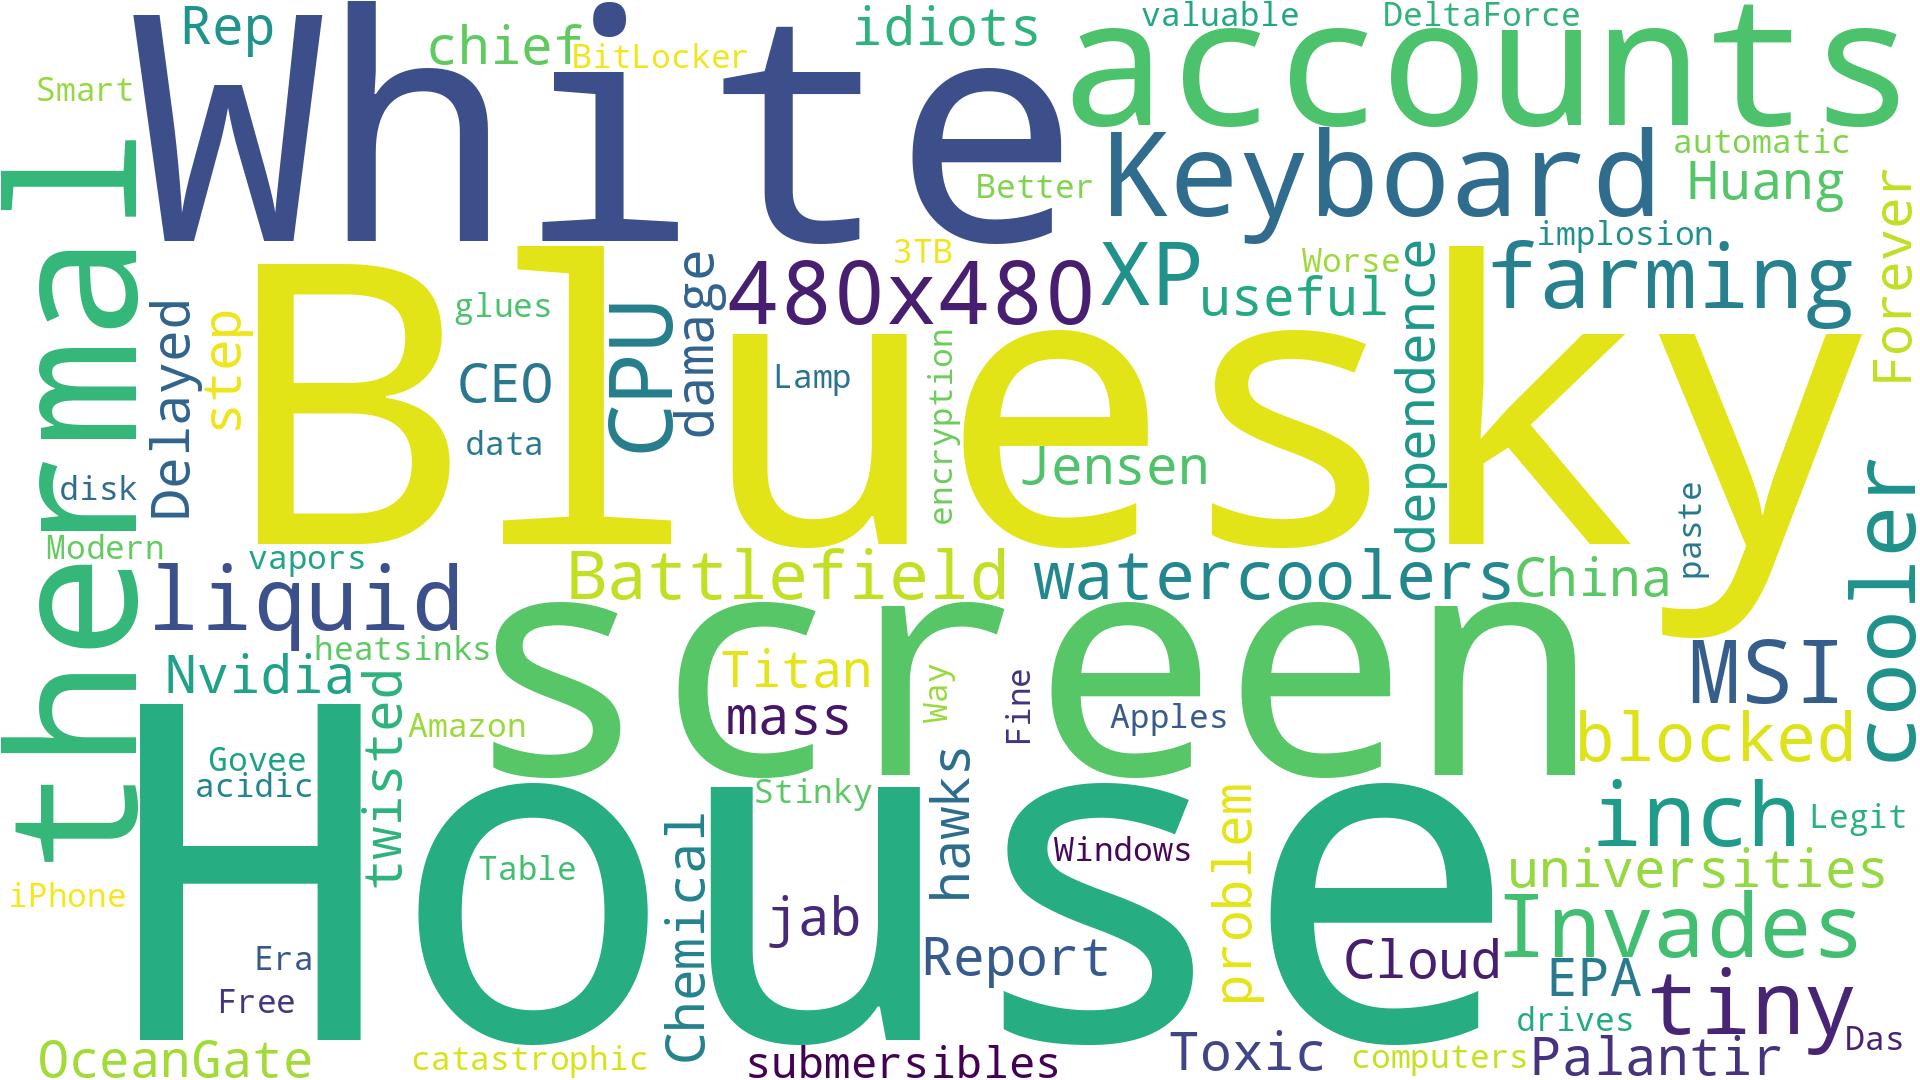 Rep
chief
BitLocker
idiots
valuable
DeltaForce
Smart
White
accounts
thermal
Keyboard
automatic
Better
Huang
Forever
implosion
Delayed
step
Bluesky
glues
CPU
damage
480x480
3TB
XP
useful
Worse
dependence
farming
CEO
data
Lamp
encryption
Jensen
disk
Modern
vapors
liquid
Battlefield
watercoolers
China
paste
cooler
heatsinks
Nvidia
twisted
screen
Titan
mass
Way
Fine
Apples
MSI
blocked
Amazon
Govee
acidic
House
Stinky
hawks
problem
inch
Legit
Table
Windows
universities
iPhone
jab
Chemical
Report
Cloud
Invades
Era
Free
EPA
tiny
drives
Das
OceanGate
catastrophic
submersibles
Toxic
computers
Palantir